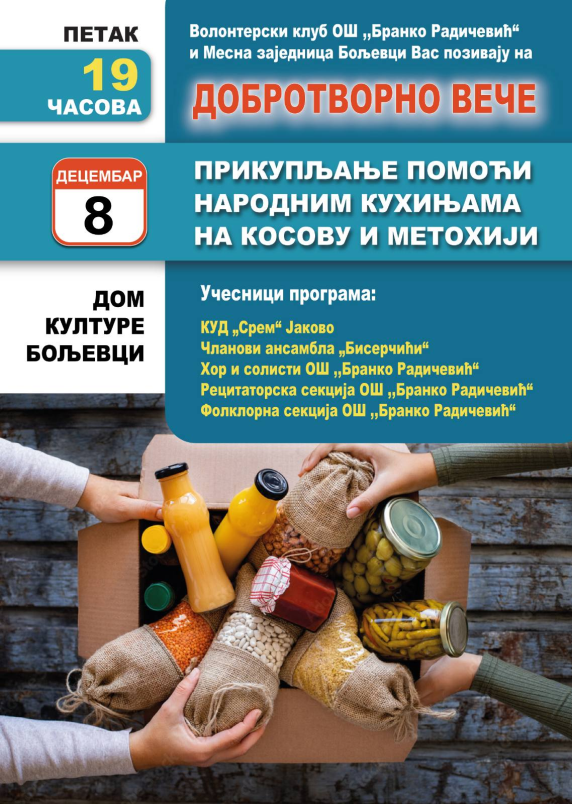 ПЕТАК
19
ЧАСОВА
Волонтерски клуб ОШ ,,Бранко Радичевић“
и Месна заједница Бољевци Вас позивају на
ДОБРОТВОРНО ВЕЧЕ
ДЕЦЕМБАР
8
ПРИКУПЉАЊЕ ПОМОЋИ
НАРОДНИМ КУХИЊАМА
НА КОСОВУ И МЕТОХИЈИ
ДОМ
КУЛТУРЕ
БОЉЕВЦИ
Учесници програма:
КУД „Срем“ Јаково
Чланови ансамбла „Бисерчићи“
Хор и солисти ОШ ,,Бранко Радичевић“
Рецитаторска секција ОШ ,,Бранко Радичевић“
Фолклорна секција ОШ ,,Бранко Радичевић“